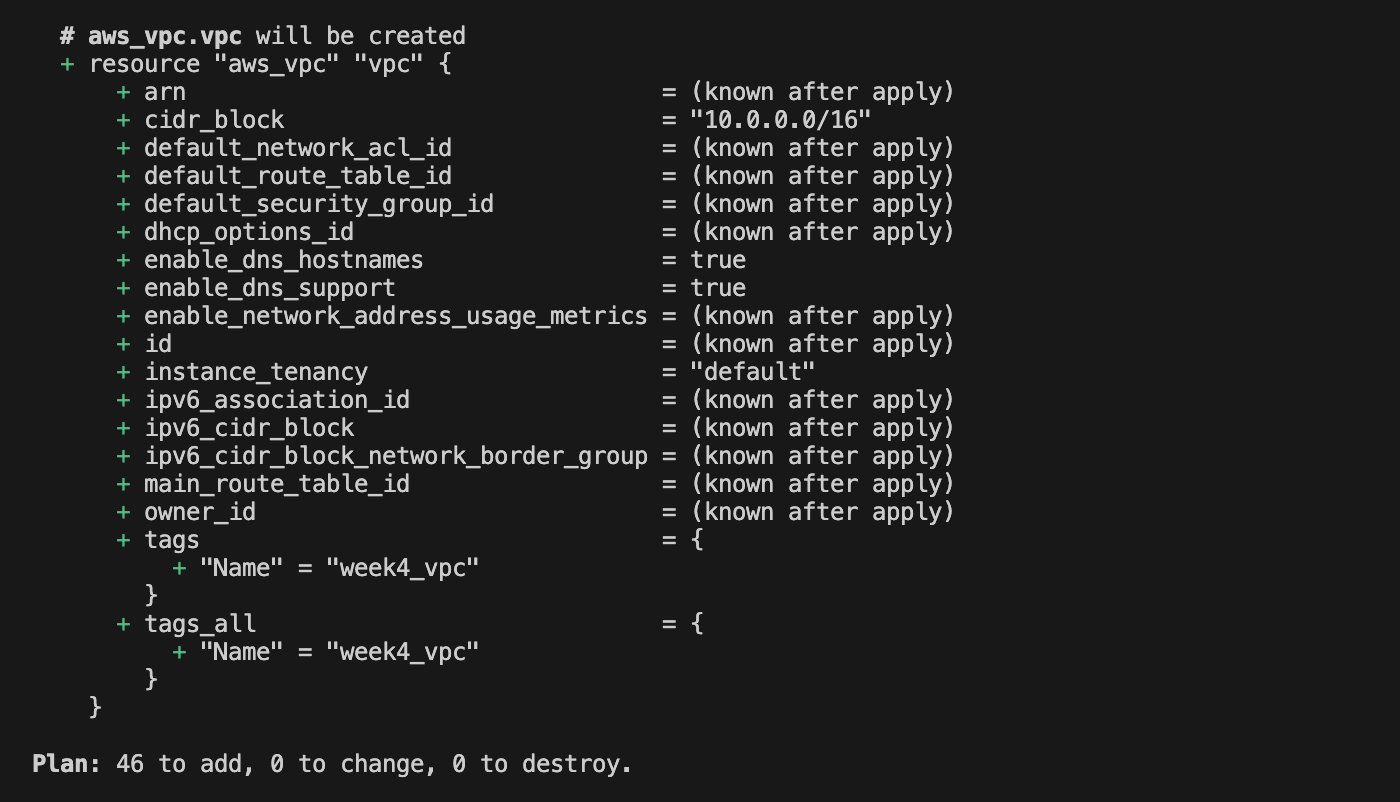 # aws_vpc.vpc will be created
+ resource "aws_vpc" "vpc" {
+ arn = (known after apply)
+ cidr_block = "10.0.0.0/16"
+ default_network_acl_id = (known after apply)
+ default_route_table_id = (known after apply)
+ default_security_group_id = (known after apply)
+ dhcp_options_id = (known after apply)
+ enable_dns_hostnames = true
+ enable_dns_support = true
+ enable_network_address_usage_metrics = (known after apply)
+ id = (known after apply)
+ instance_tenancy = "default"
+ ipv6_association_id = (known after apply)
+ ipv6_cidr_block = (known after apply)
+ ipv6_cidr_block_network_border_group = (known after apply)
+ main_route_table_id = (known after apply)
+ owner_id = (known after apply)
+ tags = {
+ "Name" = "week4_vpc"
}
+ tags_all = {
+ "Name" = "week4_vpc"
}
}
Plan: 46 to add, 0 to change, 0 to destroy.